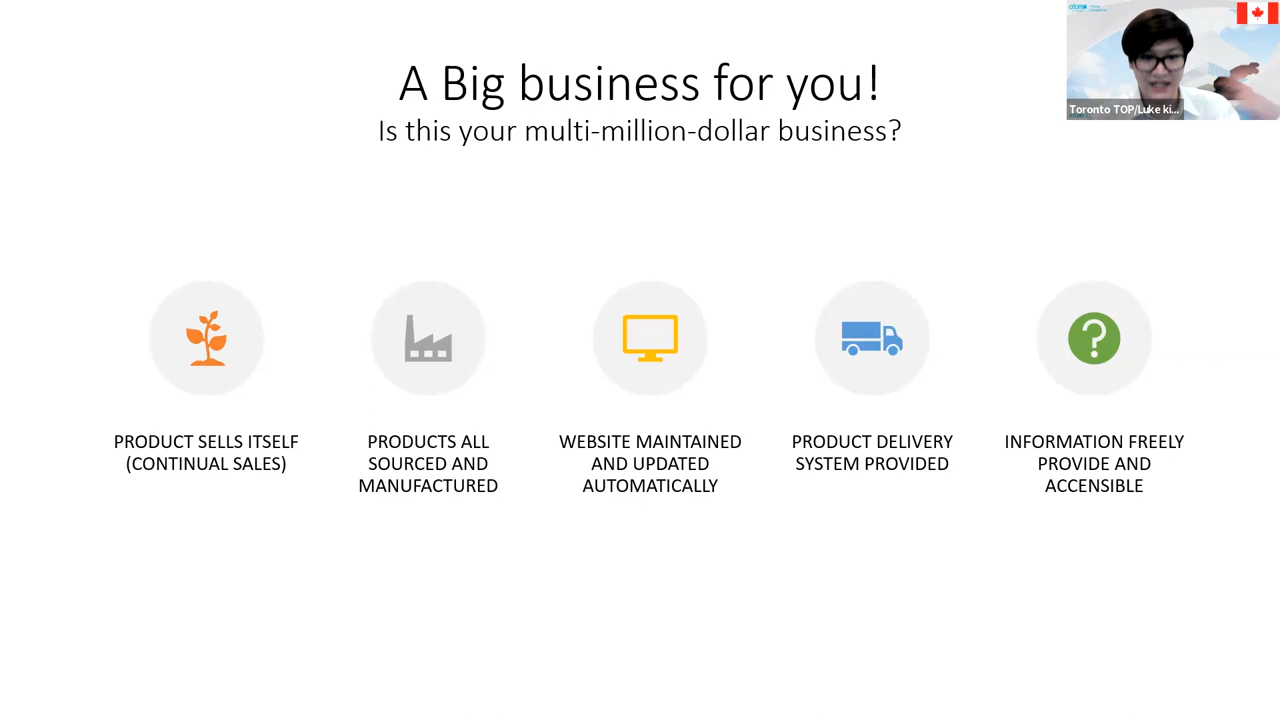 A Big business for you!
Is this your multi-million-dollar business?
Toronto TOP/Luke ki...
PRODUCT SELLS ITSELF
(CONTINUAL SALES)
PRODUCTS ALL
SOURCED AND
MANUFACTURED
WEBSITE MAINTAINED
AND UPDATED
AUTOMATICALLY
PRODUCT DELIVERY
SYSTEM PROVIDED
INFORMATION FREELY
PROVIDE AND
ACCENSIBLE